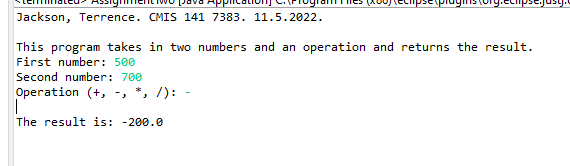 <terminated> AssignmentTwo [Java Application] C:\Program Files (x86)\eclipse\plugins\org.eclipse.justj.o
Jackson, Terrence. CMIS 141 7383. 11.5.2022.
This program takes in two numbers and an operation and returns the result.
First number: 500
Second number: 700
Operation (+, -, *, /): -
The result is: -200.0